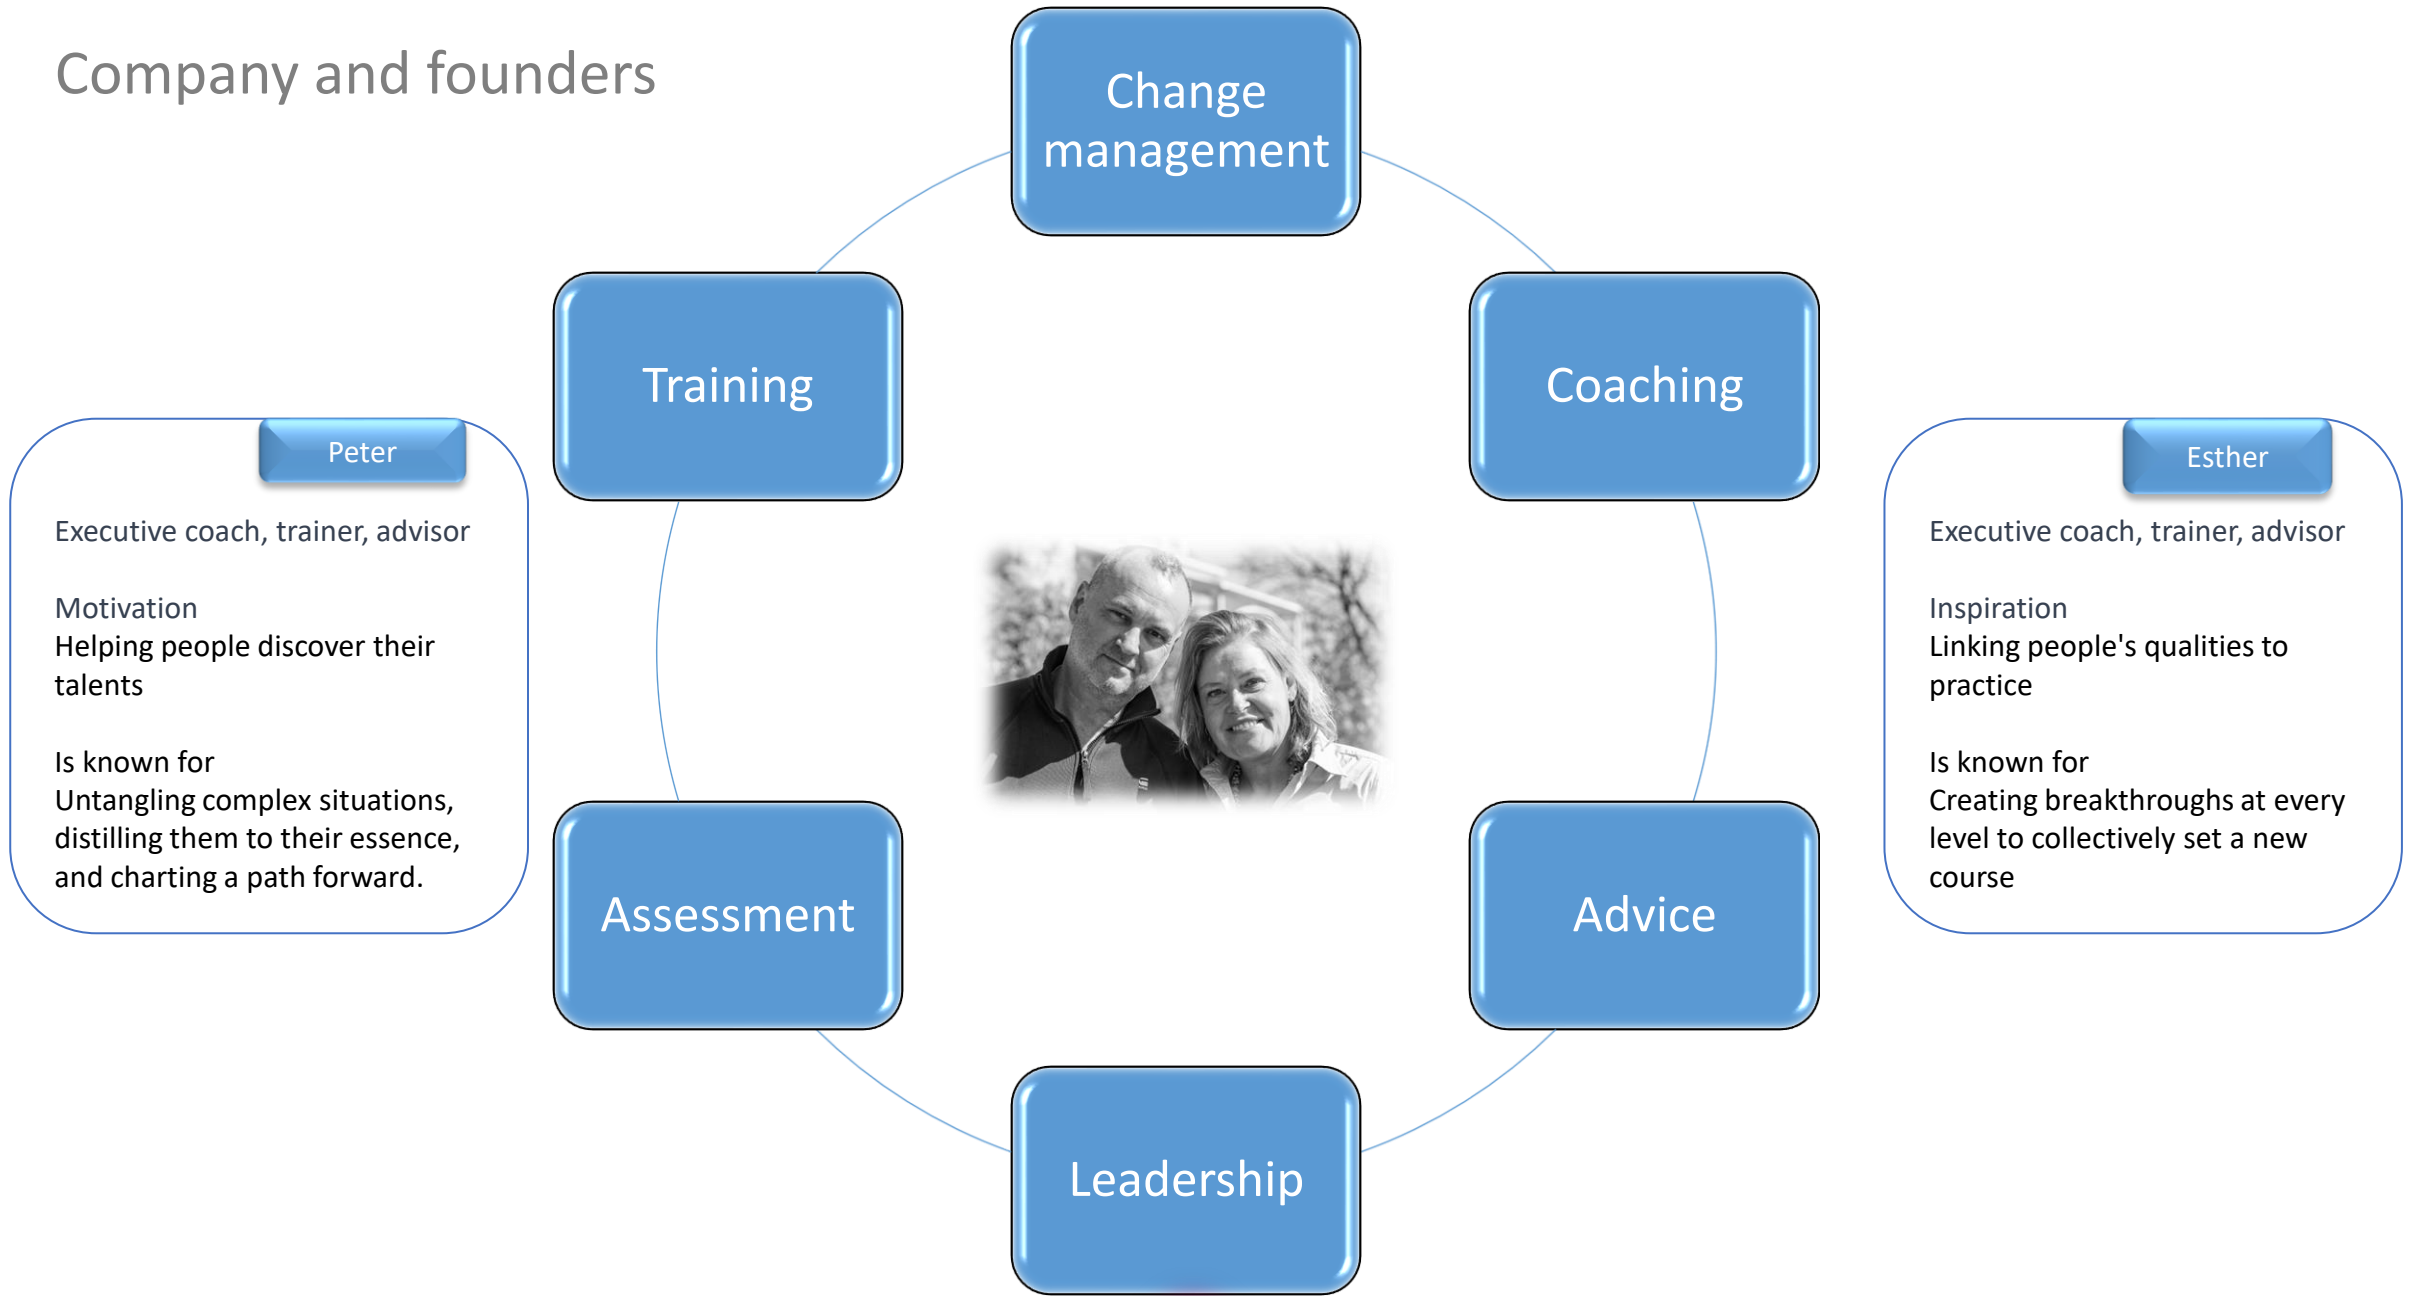 Company and founders
Change
management
Training
Coaching
Peter
Executive coach, trainer, advisor
Motivation
Helping people discover their
talents
Is known for
Untangling complex situations,
distilling them to their essence,
and charting a path forward.
Esther
Executive coach, trainer, advisor
Inspiration
Linking people's qualities to
practice
Is known for
Creating breakthroughs at every
level to collectively set a new
course
Assessment
Advice
Leadership